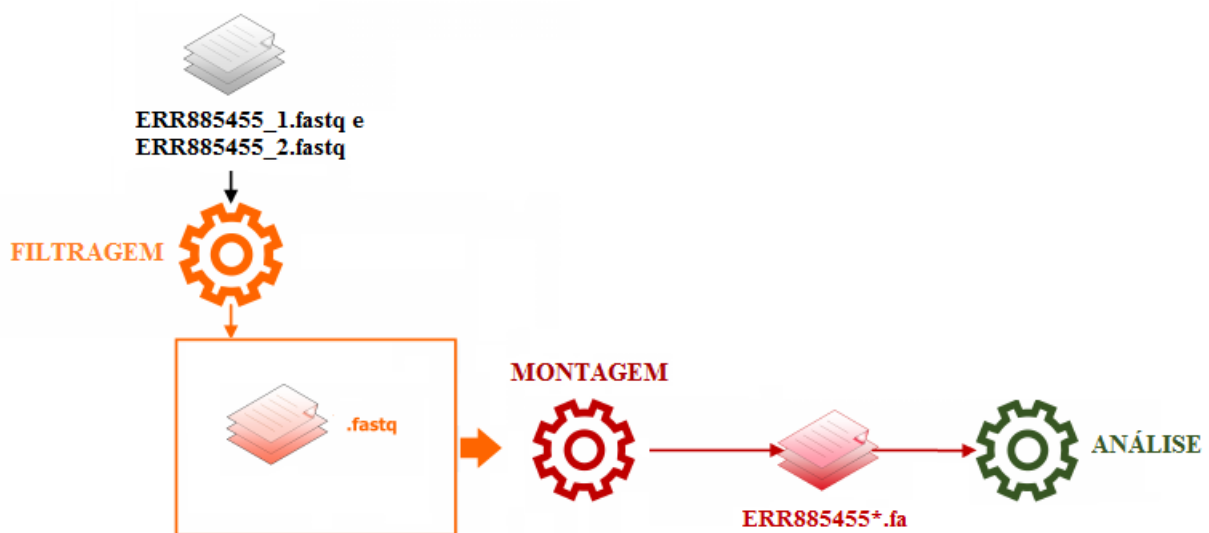 ERR885455_1.fastq e
ERR885455_2.fastq
FILTRAGEM
.fastq
MONTAGEM
ERR885455*.fa
ANÁLISE